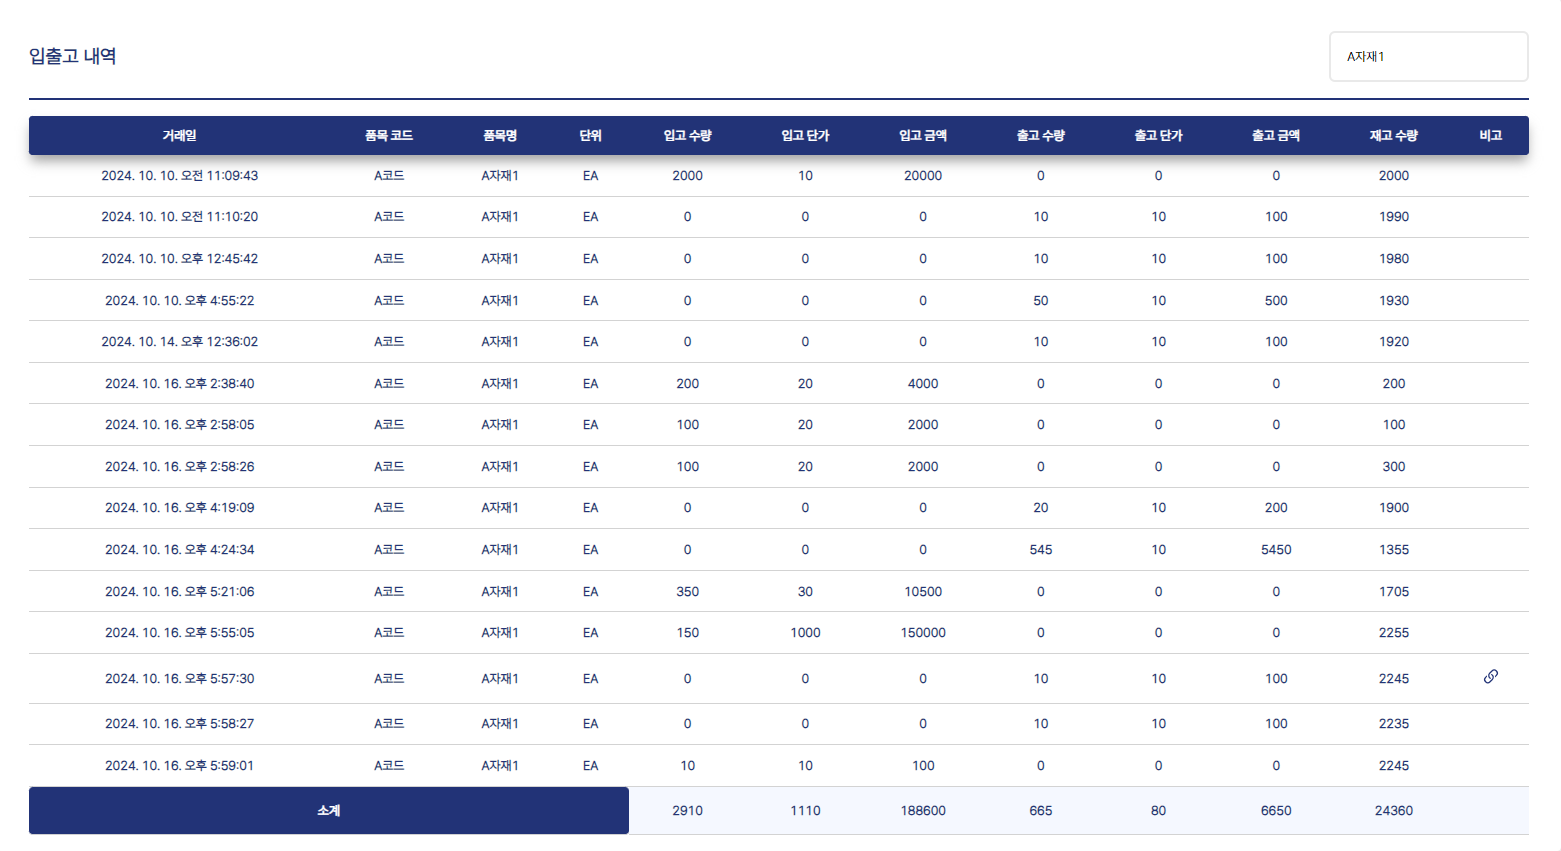 입출고 내역
A자재1
거래일 품목 코드 품목명 단위 입고 수량 입고 단가 입고 금액 출고 수량 출고 단가 출고 금액 재고 수량 비고
2024. 10. 10. 오전 11:09:43 A코드 A자재1 EA 2000 10 20000 0 0 0 2000
2024. 10. 10. 오전 11:10:20 A코드 A자재1 EA 0 0 0 10 10 100 1990
2024. 10. 10. 오후 12:45:42 A코드 A자재1 EA 0 0 0 10 10 100 1980
2024. 10. 10. 오후 4:55:22 A코드 A자재1 EA 0 0 0 50 10 500 1930
2024. 10. 14. 오후 12:36:02 A코드 A자재1 EA 0 0 0 10 10 100 1920
2024. 10. 16. 오후 2:38:40 A코드 A자재1 EA 200 20 4000 0 0 0 200
2024. 10. 16. 오후 2:58:05 A코드 A자재1 EA 100 20 2000 0 0 0 100
2024. 10. 16. 오후 2:58:26 A코드 A자재1 EA 100 20 2000 0 0 0 300
2024. 10. 16. 오후 4:19:09 A코드 A자재1 EA 0 0 0 20 10 200 1900
2024. 10. 16. 오후 4:24:34 A코드 A자재1 EA 0 0 0 545 10 5450 1355
2024. 10. 16. 오후 5:21:06 A코드 A자재1 EA 350 30 10500 0 0 0 1705
2024. 10. 16. 오후 5:55:05 A코드 A자재1 EA 150 1000 150000 0 0 0 2255
2024. 10. 16. 오후 5:57:30 A코드 A자재1 EA 0 0 0 10 10 100 2245
2024. 10. 16. 오후 5:58:27 A코드 A자재1 EA 0 0 0 10 10 100 2235
2024. 10. 16. 오후 5:59:01 A코드 A자재1 EA 10 10 100 0 0 0 2245
소계 2910 1110 188600 665 80 6650 24360